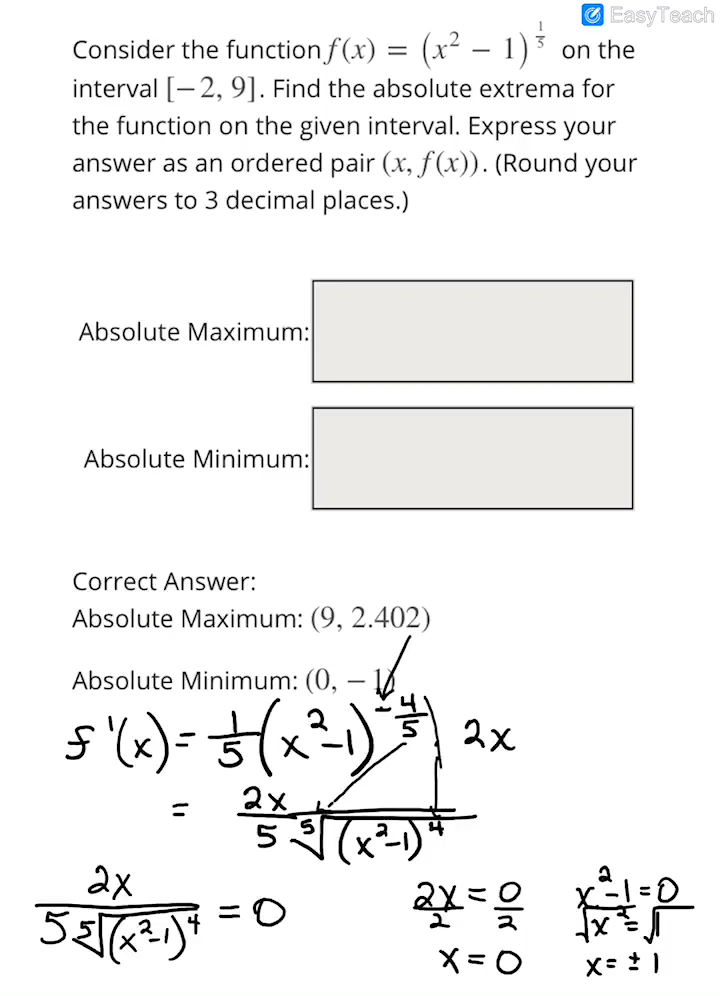 EasyTeach
Consider the function f(x) = (x² − 1)^(1/5) on the
interval [−2, 9]. Find the absolute extrema for
the function on the given interval. Express your
answer as an ordered pair (x, f(x)). (Round your
answers to 3 decimal places.)
Absolute Maximum:
Absolute Minimum:
Correct Answer:
Absolute Maximum: (9, 2.402)
Absolute Minimum: (0, −1)
f'(x) = 1/5 (x²-1)^(-4/5) 2x
= 2x / 5 ⁵√(x²-1)⁴
2x / 5 ⁵√(x²-1)⁴ = 0
2x/2 = 0/2
x = 0
x²-1 = 0
√x² = √1
x = ± 1